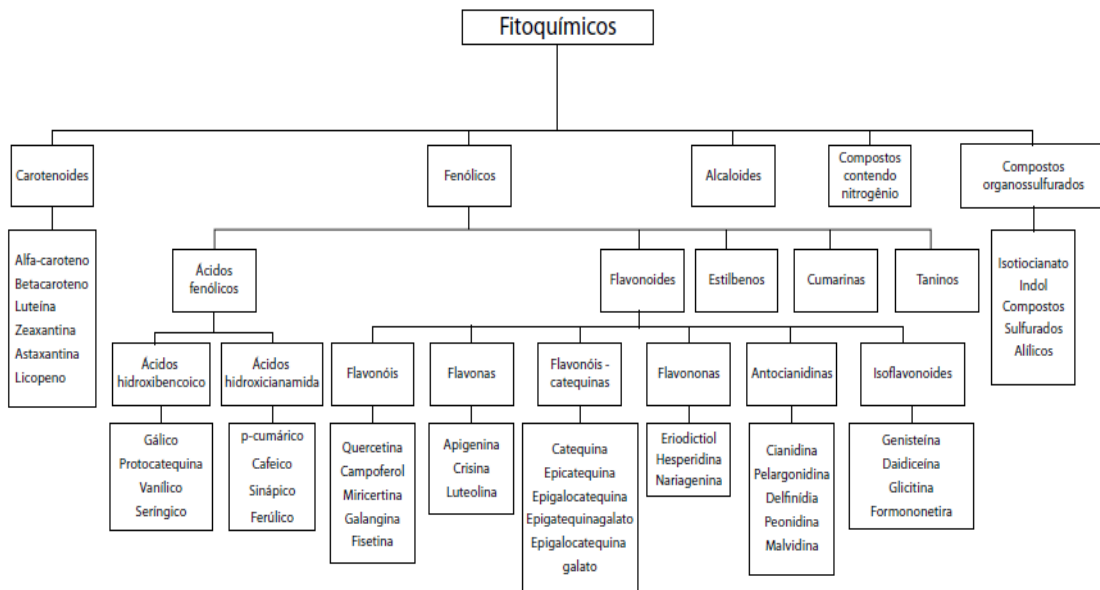 Fitoquímicos
Carotenoides
Fenólicos
Alcaloides
Compostos
contendo
nitrogênio
Compostos
organossulfurados
Alfa-caroteno
Betacaroteno
Luteína
Zeaxantina
Astaxantina
Licopeno
Ácidos
fenólicos
Flavonoides
Estilbenos
Cumarinas
Taninos
Isotiocianato
Indol
Compostos
Sulfurados
Alílicos
Ácidos
hidroxibencoico
Ácidos
hidroxicianamida
Flavonóis
Flavonas
Flavonóis -
catequinas
Flavononas
Antocianidinas
Isoflavonoides
Gálico
Protocatequina
Vanílico
Seríngico
p-cumárico
Cafeico
Sinápico
Ferúlico
Quercetina
Campoferol
Miricertina
Galangina
Fisetina
Apigenina
Crisina
Luteolina
Catequina
Epicatequina
Epigalocatequina
Epigatequinagalato
Epigalocatequina
galato
Eriodictiol
Hesperidina
Nariagenina
Cianidina
Pelargonidina
Delfinídia
Peonidina
Malvidina
Genisteína
Daidiceína
Glicitina
Formononetira